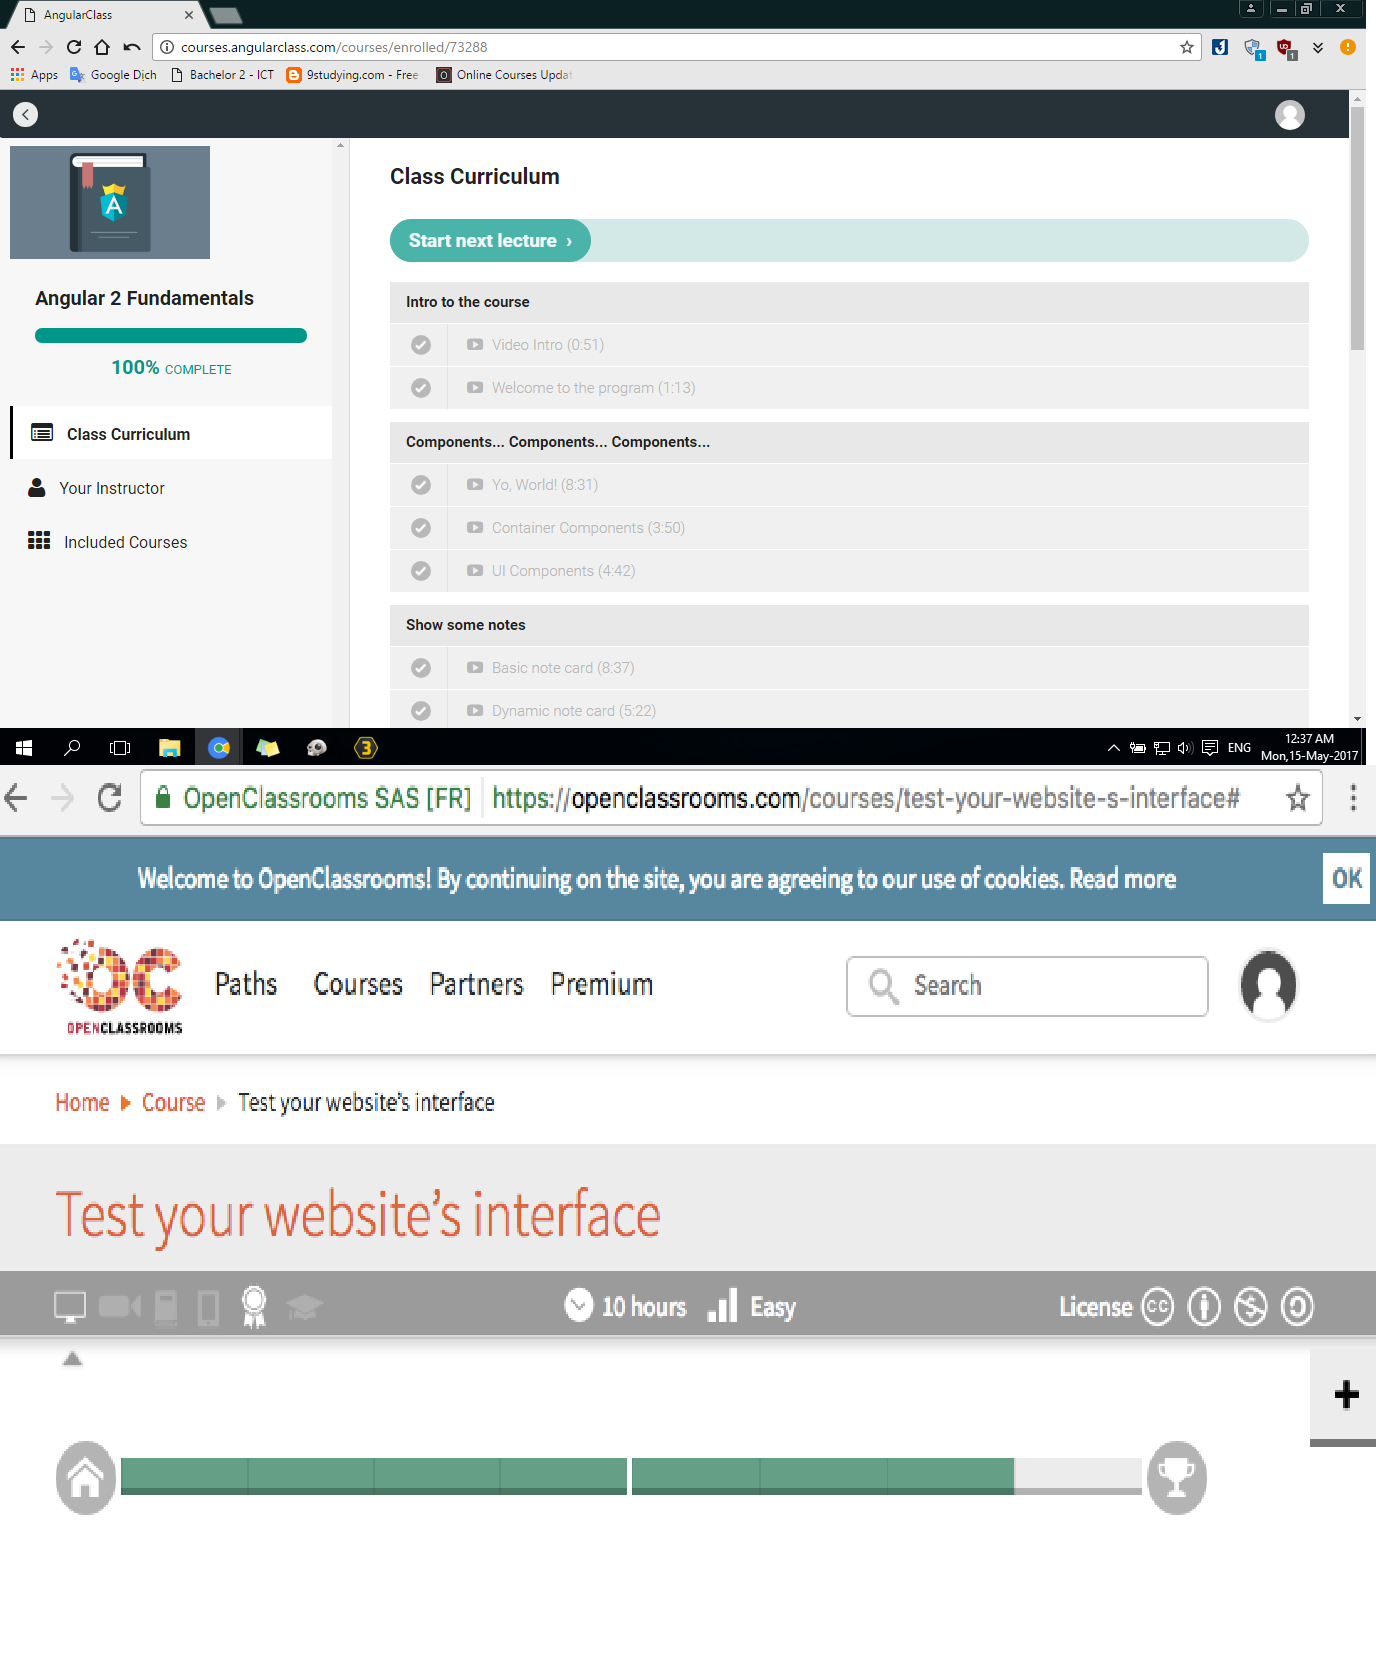 AngularClass
courses.angularclass.com/courses/enrolled/73288
Apps Google Dịch Bachelor 2 - ICT 9studying.com - Free Online Courses Updat
Class Curriculum
Start next lecture ›
Angular 2 Fundamentals
100% COMPLETE
Class Curriculum
Your Instructor
Included Courses
Intro to the course
Video Intro (0:51)
Welcome to the program (1:13)
Components... Components... Components...
Yo, World! (8:31)
Container Components (3:50)
UI Components (4:42)
Show some notes
Basic note card (8:37)
Dynamic note card (5:22)
3
ENG
12:37 AM
Mon,15-May-2017
OpenClassrooms SAS [FR] https://openclassrooms.com/courses/test-your-website-s-interface#
Welcome to OpenClassrooms! By continuing on the site, you are agreeing to our use of cookies. Read more OK
OC
OPENCLASSROOMS
Paths Courses Partners Premium Search
Home Course Test your website's interface
Test your website's interface
10 hours Easy License